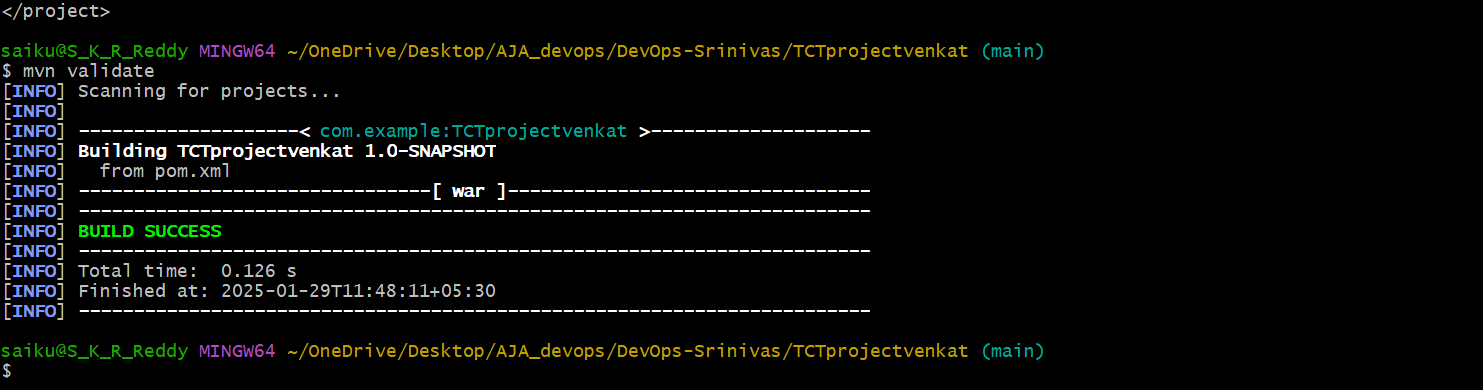 </project>
saiku@S_K_R_Reddy MINGW64 ~/OneDrive/Desktop/AJA_devops/DevOps-Srinivas/TCTprojectvenkat (main)
$ mvn validate
[INFO] Scanning for projects...
[INFO]
[INFO] --------------------< com.example:TCTprojectvenkat >--------------------
[INFO] Building TCTprojectvenkat 1.0-SNAPSHOT
[INFO]   from pom.xml
[INFO] --------------------------------[ war ]---------------------------------
[INFO] ------------------------------------------------------------------------
[INFO] BUILD SUCCESS
[INFO] ------------------------------------------------------------------------
[INFO] Total time:  0.126 s
[INFO] Finished at: 2025-01-29T11:48:11+05:30
[INFO] ------------------------------------------------------------------------
saiku@S_K_R_Reddy MINGW64 ~/OneDrive/Desktop/AJA_devops/DevOps-Srinivas/TCTprojectvenkat (main)
$